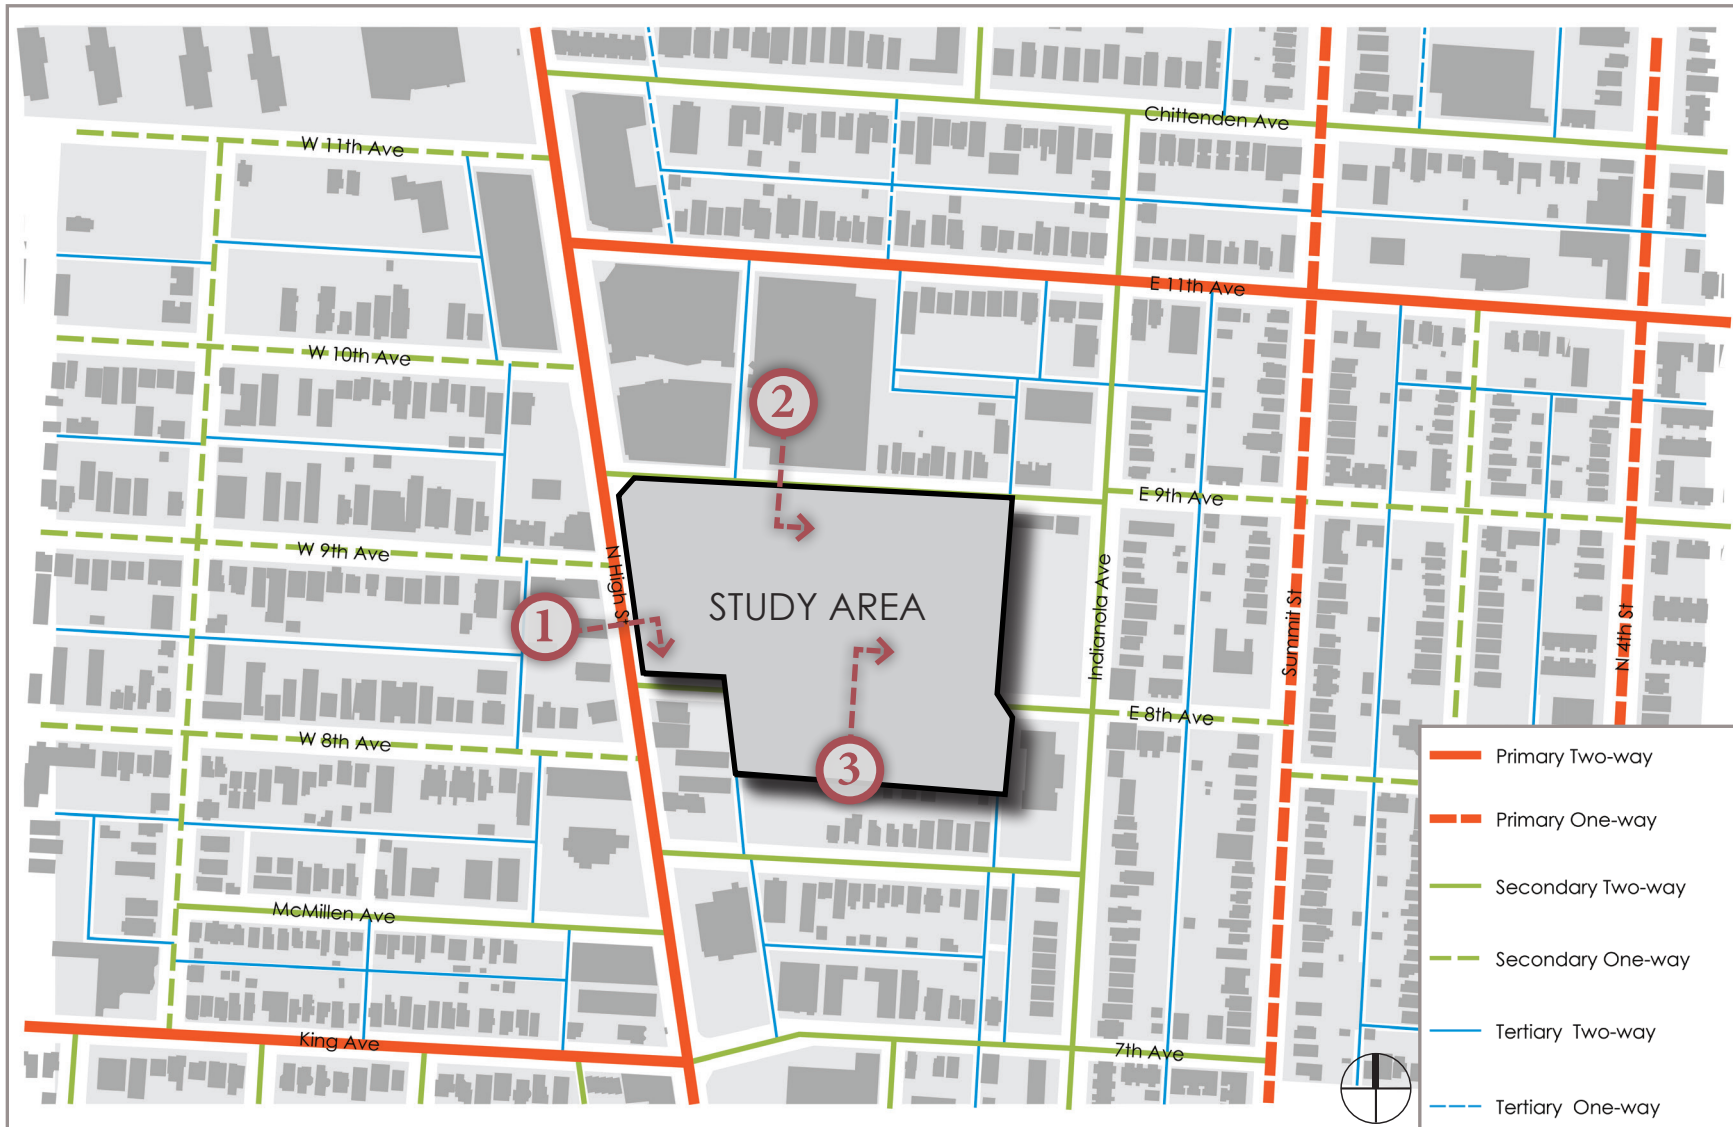 Chittenden Ave
W 11th Ave
E 11th Ave
W 10th Ave
2
E 9th Ave
W 9th Ave
N High St
1
STUDY AREA
Indianola Ave
Summit St
N 4th St
E 8th Ave
W 8th Ave
3
McMillen Ave
King Ave
7th Ave
Primary Two-way
Primary One-way
Secondary Two-way
Secondary One-way
Tertiary Two-way
Tertiary One-way